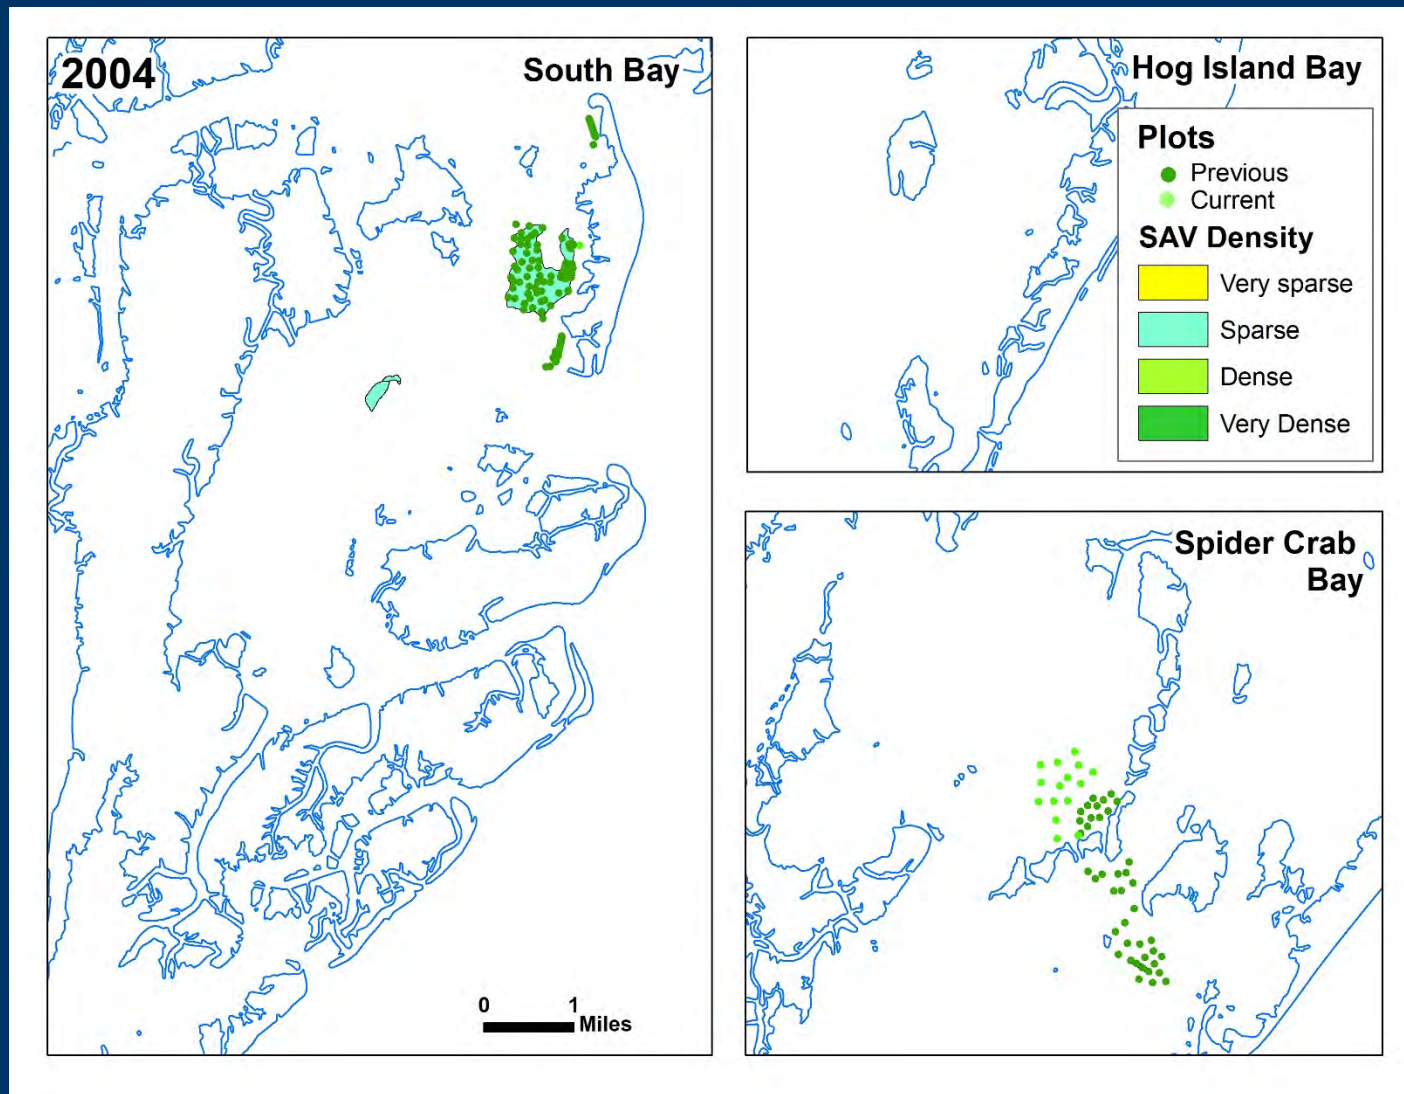 2004
South Bay
0 1
Miles
Hog Island Bay
Plots
Previous
Current
SAV Density
Very sparse
Sparse
Dense
Very Dense
Spider Crab
Bay